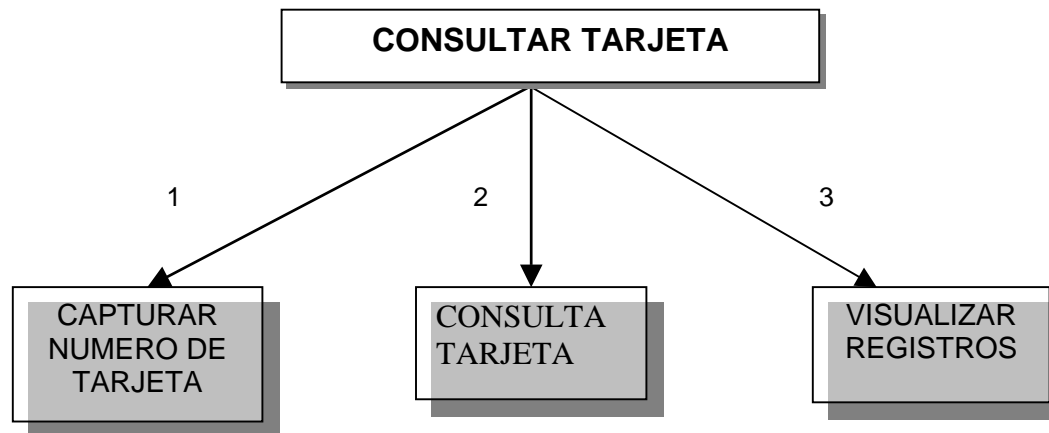 CONSULTAR TARJETA
1
2
3
CAPTURAR
NUMERO DE
TARJETA
CONSULTA
TARJETA
VISUALIZAR
REGISTROS